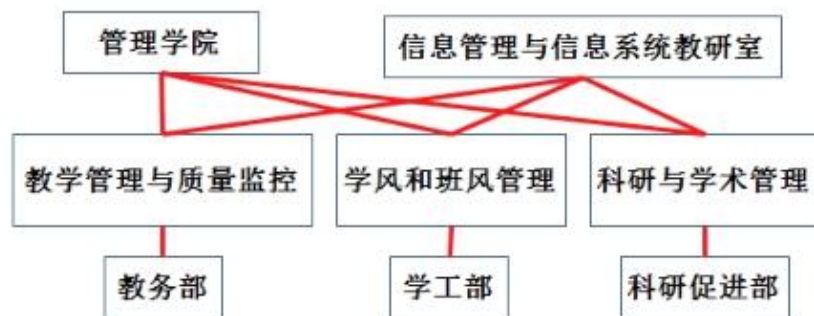 管理学院
信息管理与信息系统教研室
教学管理与质量监控
学风和班风管理
科研与学术管理
教务部
学工部
科研促进部